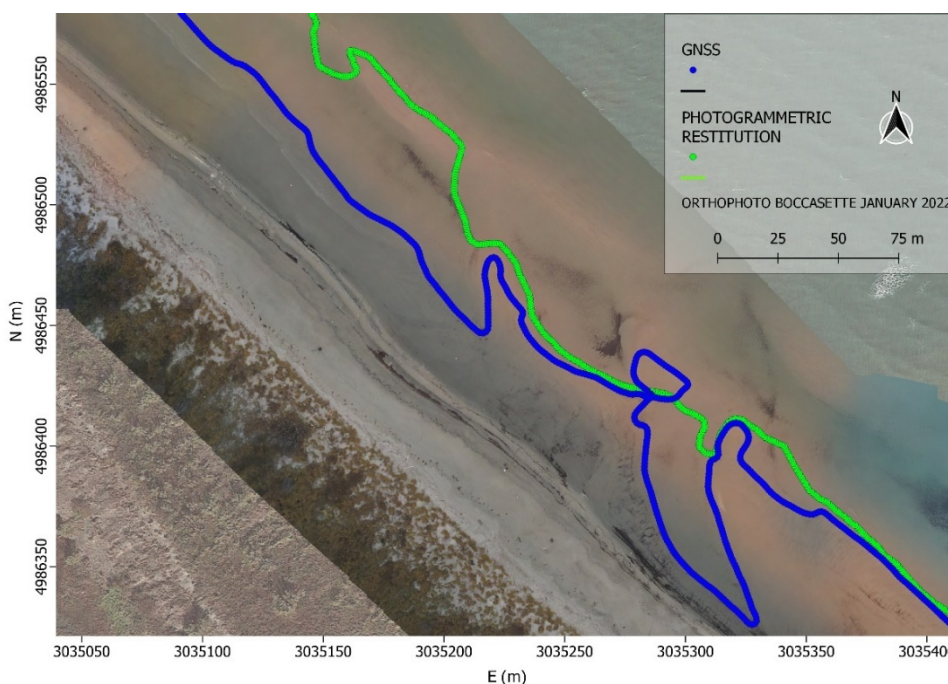 GNSS
N
PHOTOGRAMMETRIC
RESTITUTION
ORTHOPHOTO BOCCASETTE JANUARY 2022
0 25 50 75 m
4986550
4986500
4986450
4986400
4986350
N (m)
3035050 3035100 3035150 3035200 3035250 3035300 3035350 303540
E (m)